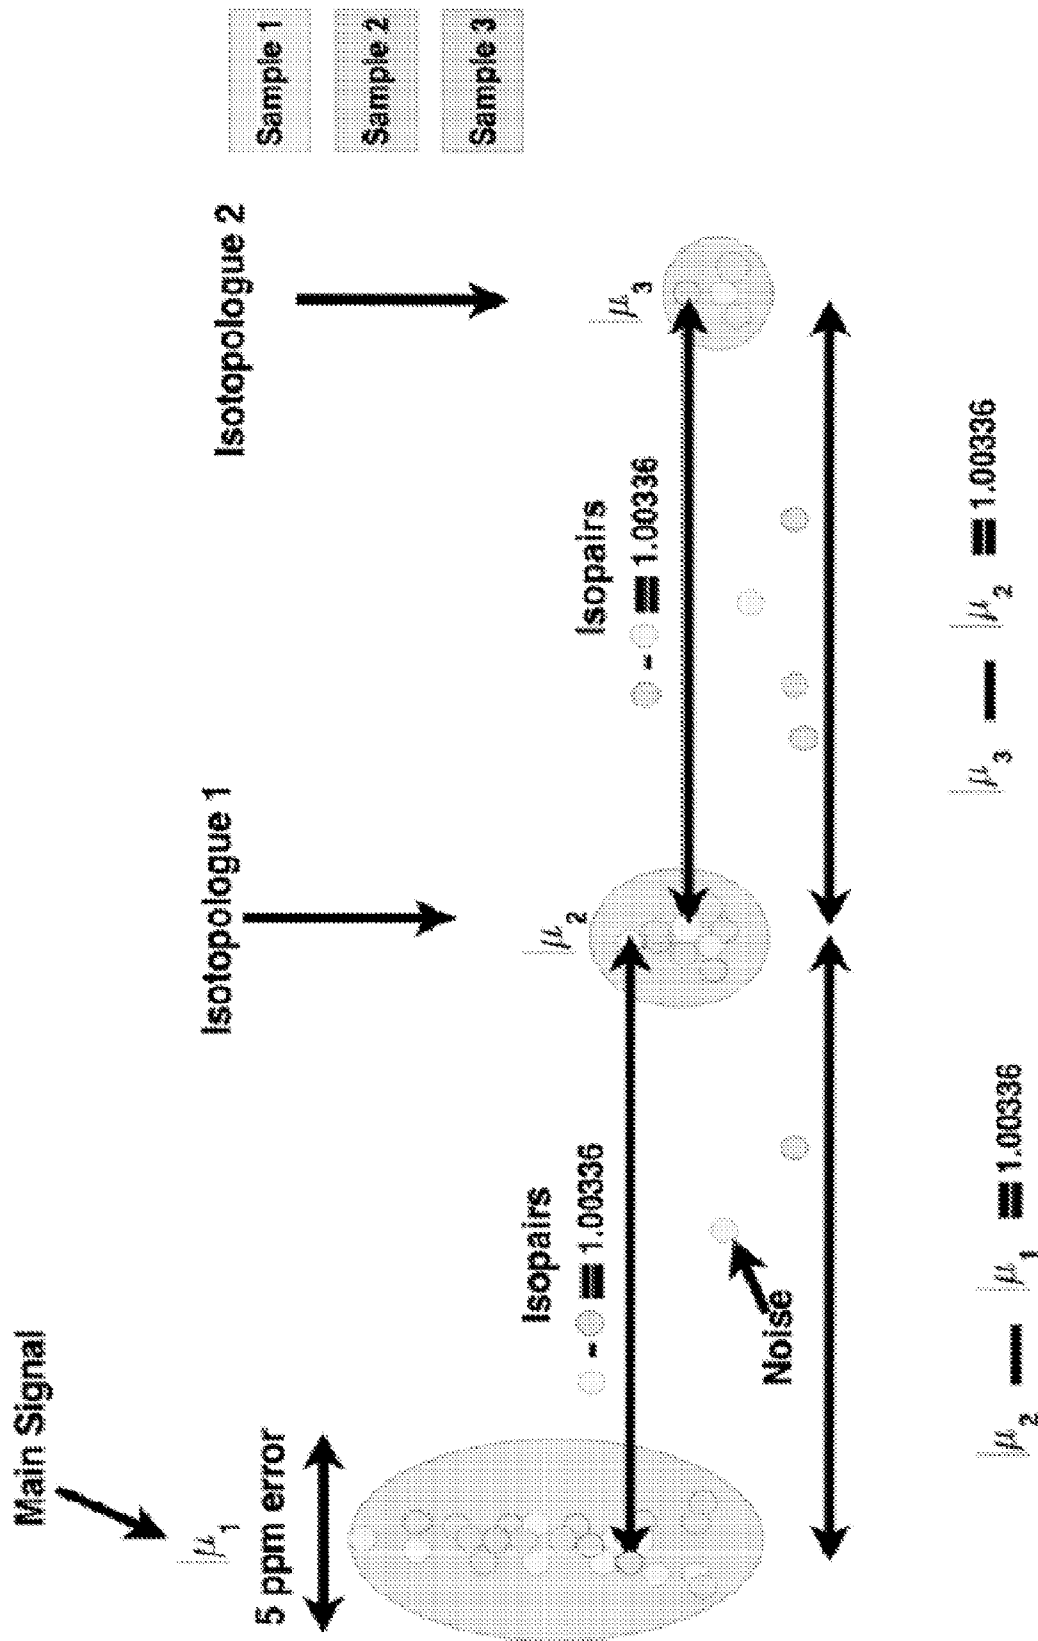 Main Signal
μ1
5 ppm error
Isotopologue 1
μ2
Isotopologue 2
μ3
Sample 1
Sample 2
Sample 3
Isopairs
- ≡ 1.00336
Isopairs
- ≡ 1.00336
Noise
μ2 — μ1 ≡ 1.00336
μ3 — μ2 ≡ 1.00336